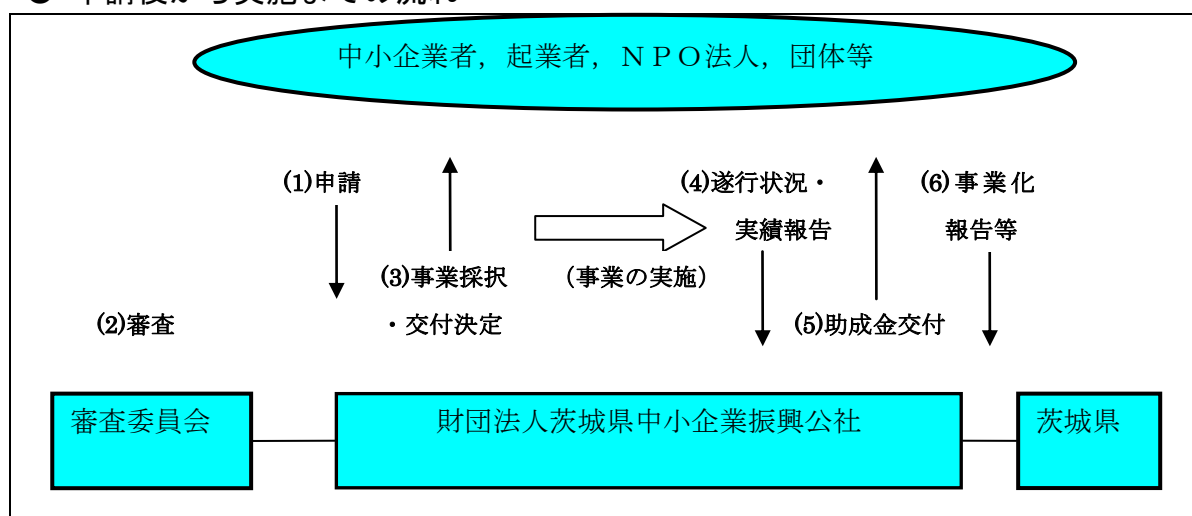 中小企業者，起業者，ＮＰＯ法人，団体等
(1)申請
(4)遂行状況・
実績報告
(6)事業化
報告等
(3)事業採択
・交付決定
（事業の実施）
(2)審査
(5)助成金交付
審査委員会
財団法人茨城県中小企業振興公社
茨城県